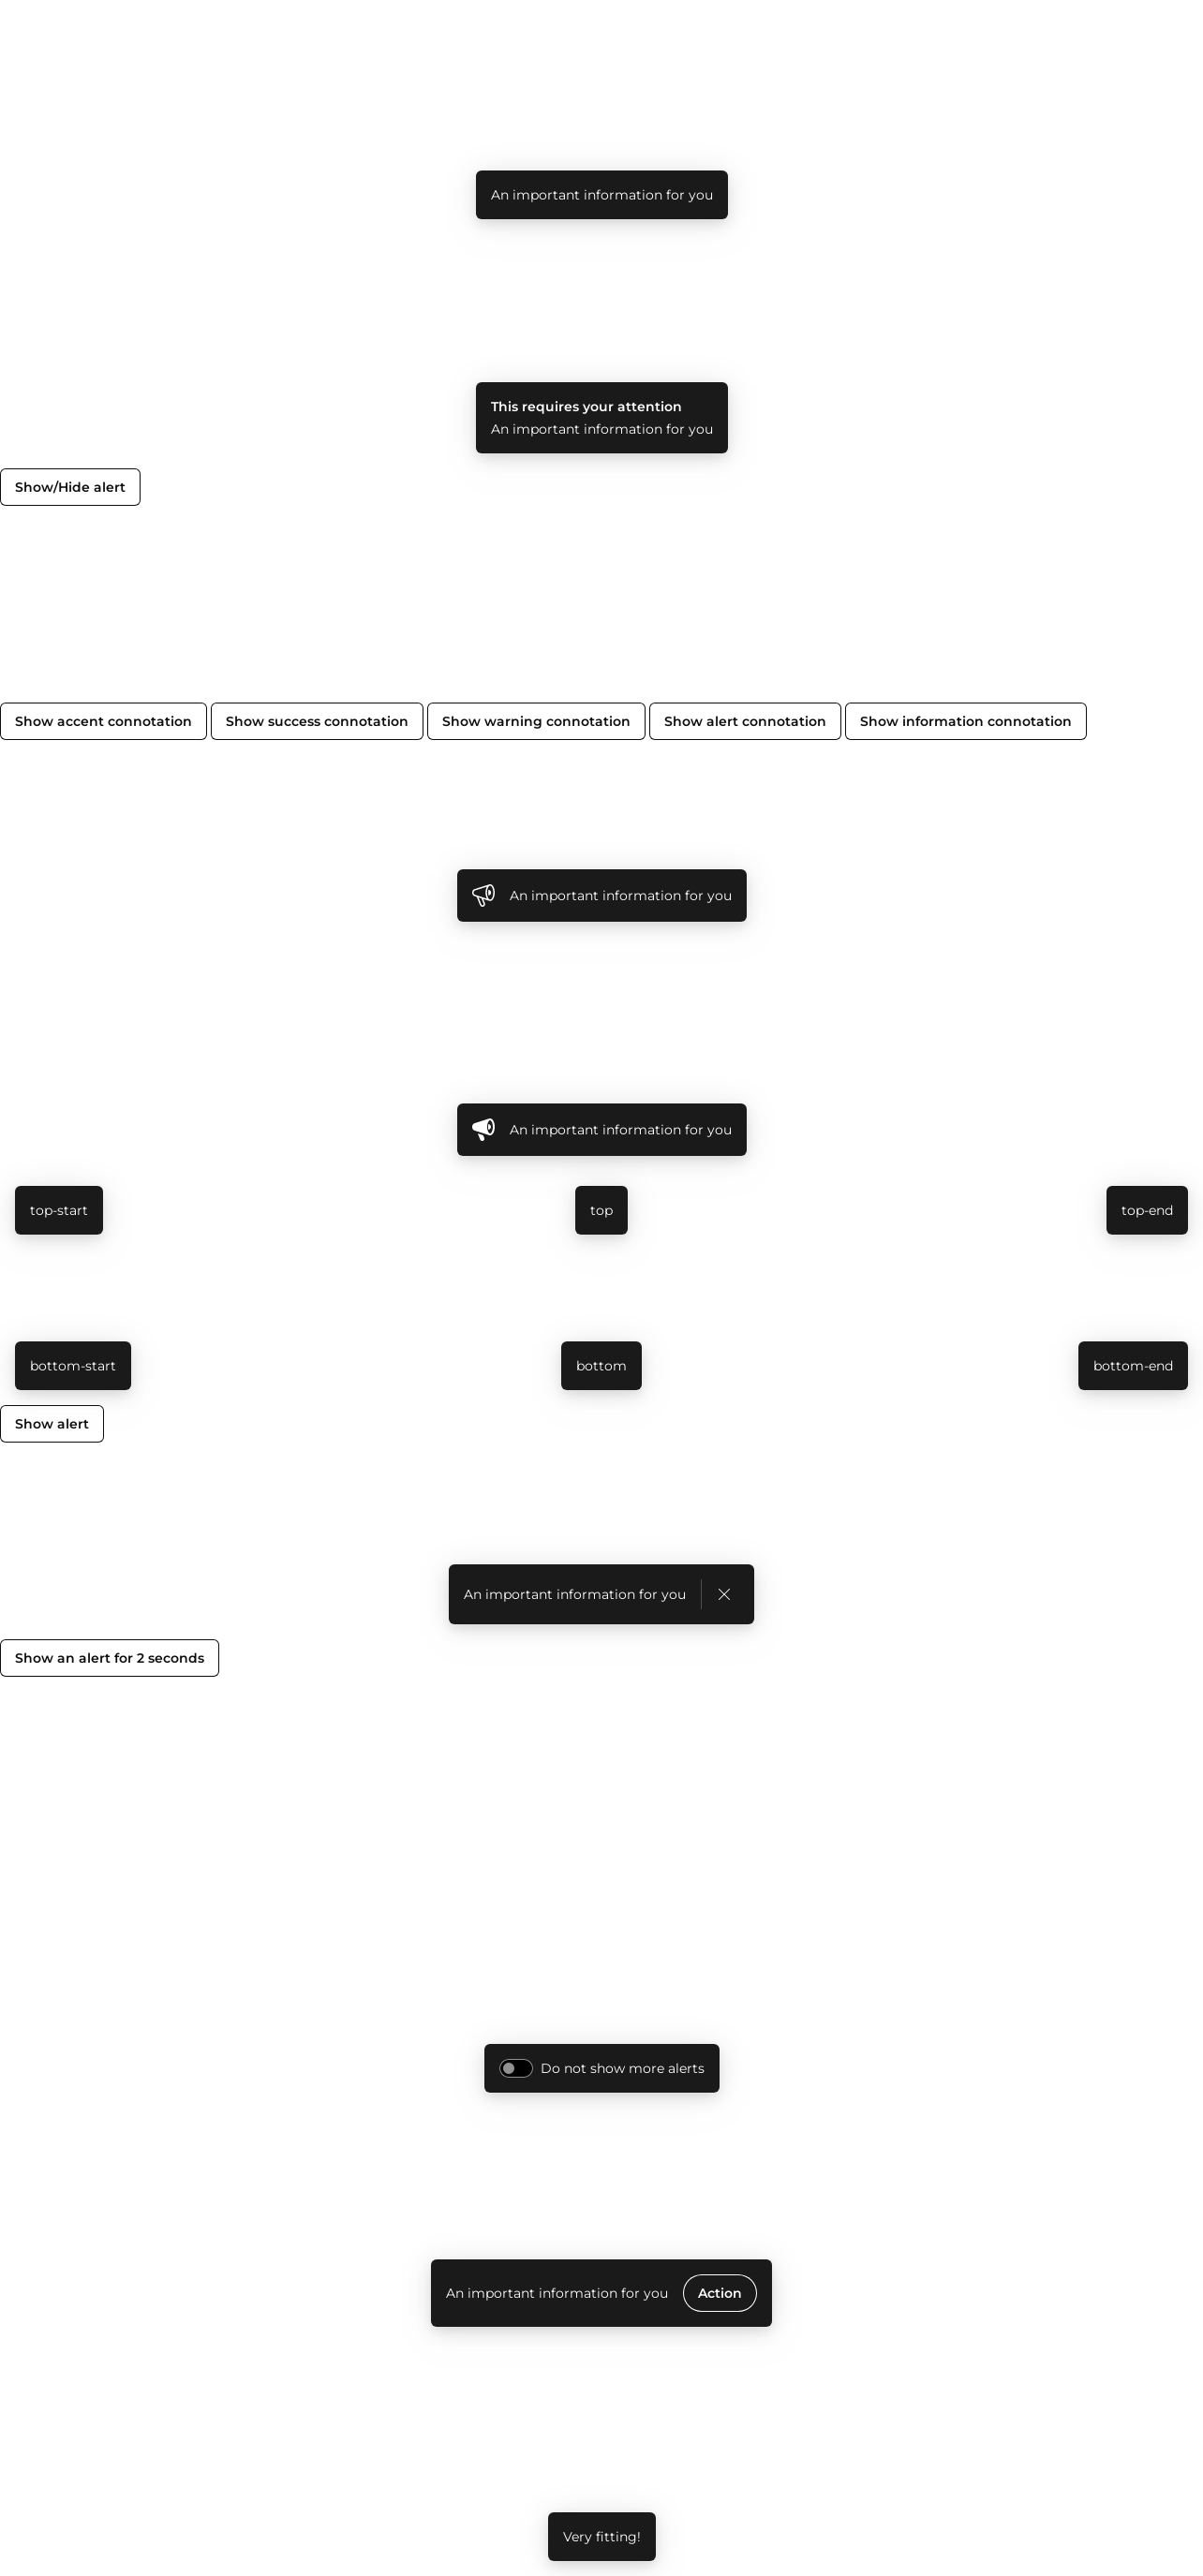 An important information for you
This requires your attention
An important information for you
Show/Hide alert
Show accent connotation Show success connotation Show warning connotation Show alert connotation Show information connotation
An important information for you
An important information for you
top-start top top-end
bottom-start bottom bottom-end
Show alert
An important information for you
Show an alert for 2 seconds
Do not show more alerts
An important information for you Action
Very fitting!